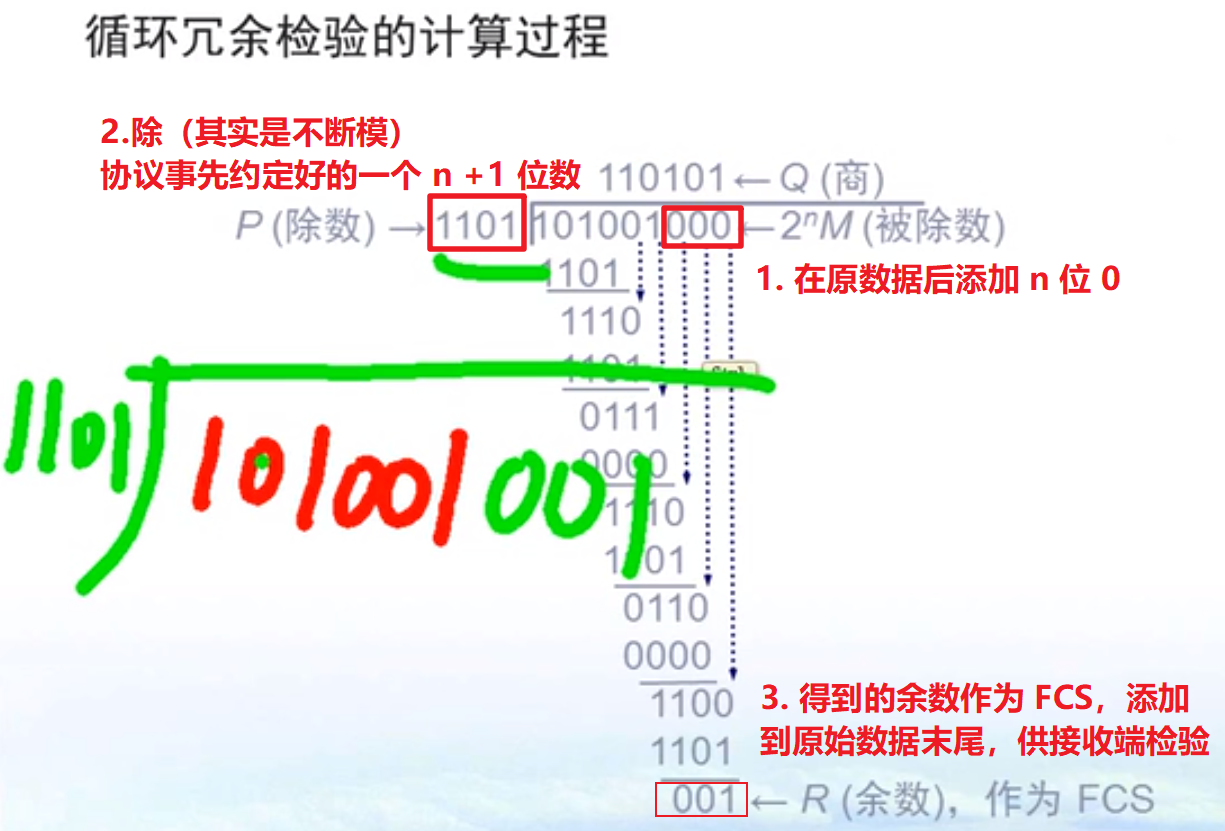 循环冗余检验的计算过程
2.除（其实是不断模）
协议事先约定好的一个 n +1 位数
110101 ← Q (商)
P (除数) → 1101 101001000 ← 2ⁿM (被除数)
1101
1. 在原数据后添加 n 位 0
1110
1101
0111
1101 101001001
0000
1110
1101
0110
0000
1100
3. 得到的余数作为 FCS，添加
到原始数据末尾，供接收端检验
1101
001 ← R (余数)，作为 FCS